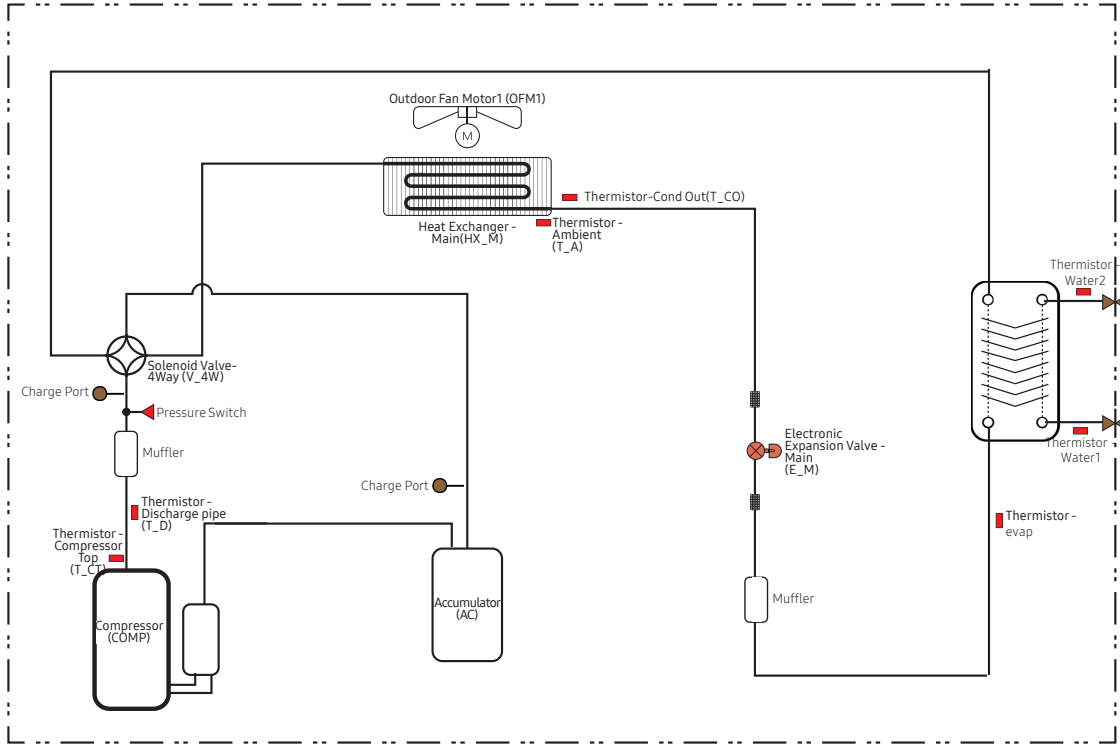 Outdoor Fan Motor1 (OFM1)
M
Thermistor-Cond Out(T_CO)
Heat Exchanger -
Main(HX_M)
Thermistor -
Ambient
(T_A)
Thermistor -
Water2
Solenoid Valve-
4Way (V_4W)
Charge Port
Pressure Switch
Muffler
Electronic
Expansion Valve -
Main
(E_M)
Thermistor -
Water1
Charge Port
Thermistor -
Discharge pipe
(T_D)
Thermistor -
evap
Thermistor -
Compressor
Top
(T_CT)
Compressor
(COMP)
Accumulator
(AC)
Muffler